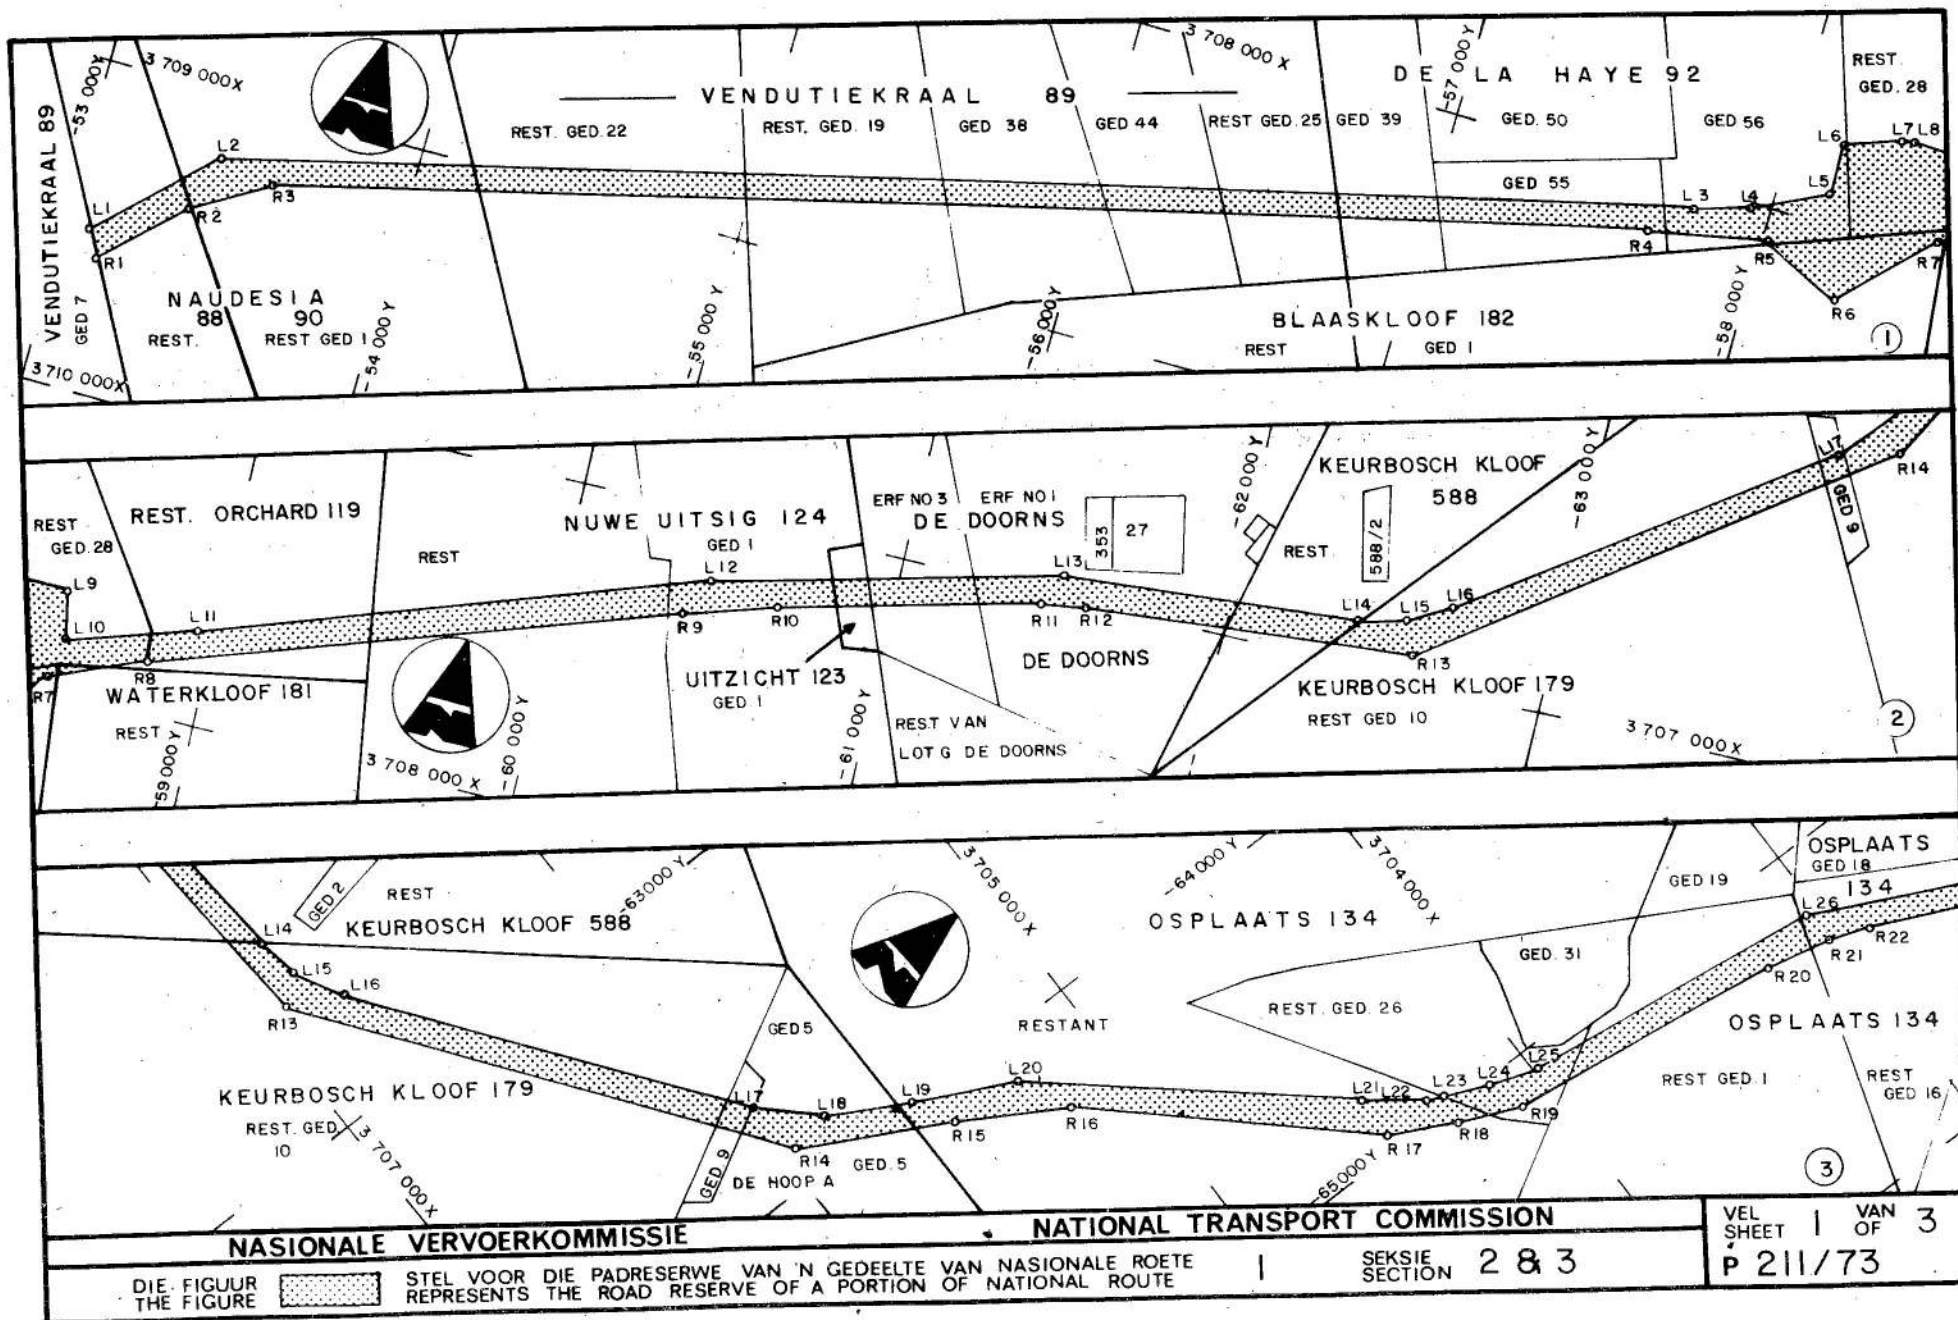 -53 000Y
3 709 000X
3 708 000 X
-57 000Y
VENDUTIEKRAAL 89
GED 7
VENDUTIEKRAAL 89
DE LA HAYE 92
REST. GED. 22
REST. GED. 19
GED 38
GED 44
REST GED. 25
GED 39
GED. 50
GED 56
REST.
GED. 28
GED 55
L1
L2
L3
L4
L5
L6
L7
L8
R1
R2
R3
R4
R5
R6
R7
NAUDESIA
88
90
REST.
REST GED 1
3 710 000X
-54 000Y
-55 000Y
-56 000Y
-58 000Y
BLAASKLOOF 182
REST
GED 1
1
REST
GED. 28
REST. ORCHARD 119
REST
NUWE UITSIG 124
GED 1
ERF NO 3
ERF NO 1
DE DOORNS
353
27
-62 000Y
KEURBOSCH KLOOF
588
REST.
588/2
-63 000Y
GED 9
L9
L10
L11
L12
L13
L14
L15
L16
L17
R7
R8
R9
R10
R11
R12
R13
R14
WATERKLOOF 181
REST
-59 000Y
3 708 000 X
-60 000Y
UITZICHT 123
GED. 1
-61 000Y
DE DOORNS
REST VAN
LOT G DE DOORNS
KEURBOSCH KLOOF 179
REST GED 10
3 707 000X
2
GED 2
REST
KEURBOSCH KLOOF 588
-63000Y
3 705 000X
-64 000Y
3704 000X
OSPLAATS 134
GED 19
OSPLAATS
GED 18
134
GED. 31
REST. GED. 26
RESTANT
GED 5
L14
L15
L16
L17
L18
L19
L20
L21
L22
L23
L24
L25
L26
R13
R14
R15
R16
R17
R18
R19
R20
R21
R22
KEURBOSCH KLOOF 179
REST. GED
10
3 707 000X
GED. 9
DE HOOP A
GED. 5
-65000Y
OSPLAATS 134
REST GED. 1
REST
GED 16
3
NASIONALE VERVOERKOMMISSIE
NATIONAL TRANSPORT COMMISSION
DIE FIGUUR
THE FIGURE
STEL VOOR DIE PADRESERWE VAN 'N GEDEELTE VAN NASIONALE ROETE
REPRESENTS THE ROAD RESERVE OF A PORTION OF NATIONAL ROUTE
1
SEKSIE
SECTION
2 & 3
VEL
SHEET
1
VAN
OF
3
P 211/73